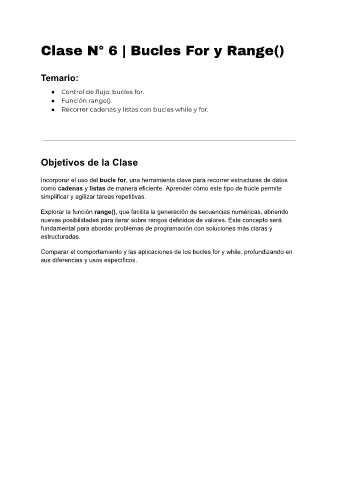 Clase N° 6 | Bucles For y Range()
Temario:
● Control de flujo: bucles for.
● Función range().
● Recorrer cadenas y listas con bucles while y for.
Objetivos de la Clase
Incorporar el uso del bucle for, una herramienta clave para recorrer estructuras de datos
como cadenas y listas de manera eficiente. Aprender cómo este tipo de bucle permite
simplificar y agilizar tareas repetitivas.
Explorar la función range(), que facilita la generación de secuencias numéricas, abriendo
nuevas posibilidades para iterar sobre rangos definidos de valores. Este concepto será
fundamental para abordar problemas de programación con soluciones más claras y
estructuradas.
Comparar el comportamiento y las aplicaciones de los bucles for y while, profundizando en
sus diferencias y usos específicos.